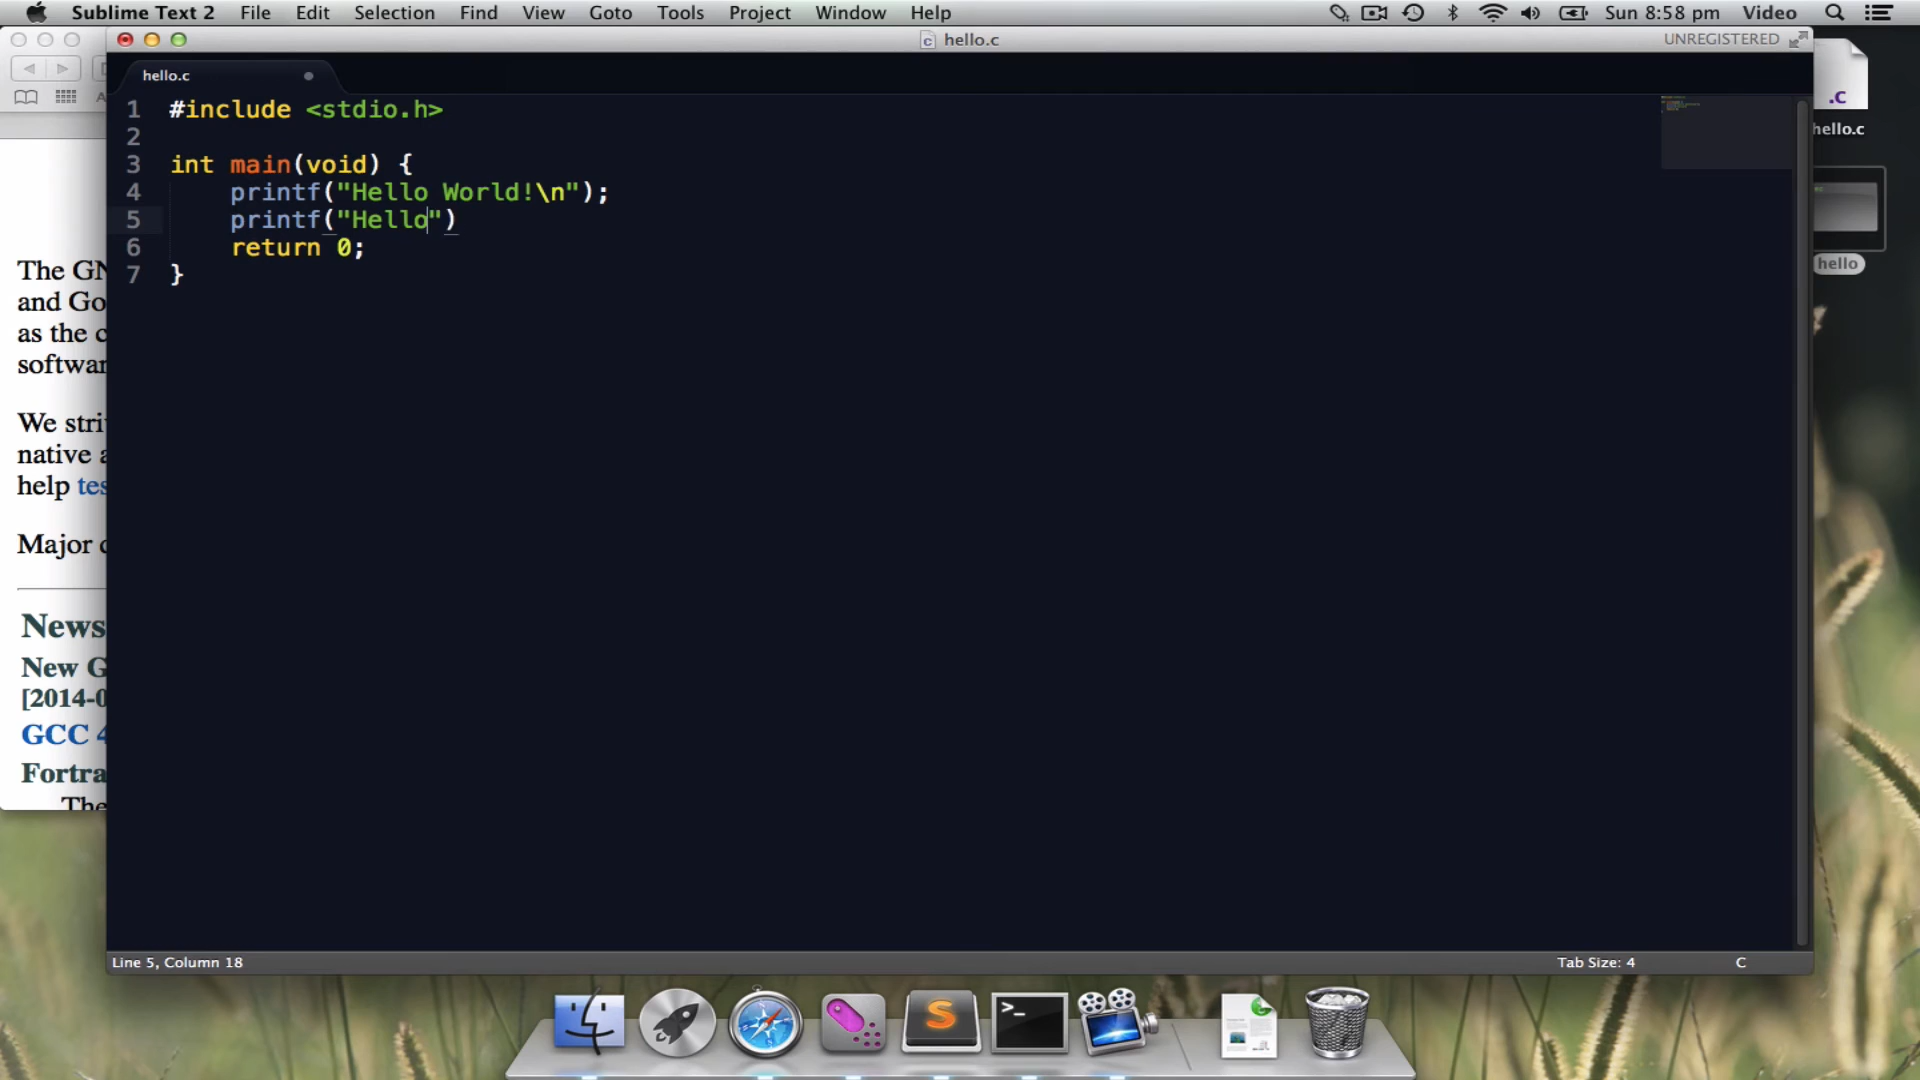 Sublime Text 2 File Edit Selection Find View Goto Tools Project Window Help Sun 8:58 pm Video
hello.c UNREGISTERED
hello.c
1 #include <stdio.h>
2
3 int main(void) {
4 printf("Hello World!\n");
5 printf("Hello")
6 return 0;
7 }
Line 5, Column 18 Tab Size: 4 C
The GN
and Go
as the c
softwar
We stri
native a
help tes
Major c
News
New G
[2014-0
GCC 4
Fortra
The
.c
hello.c
hello
S
>_